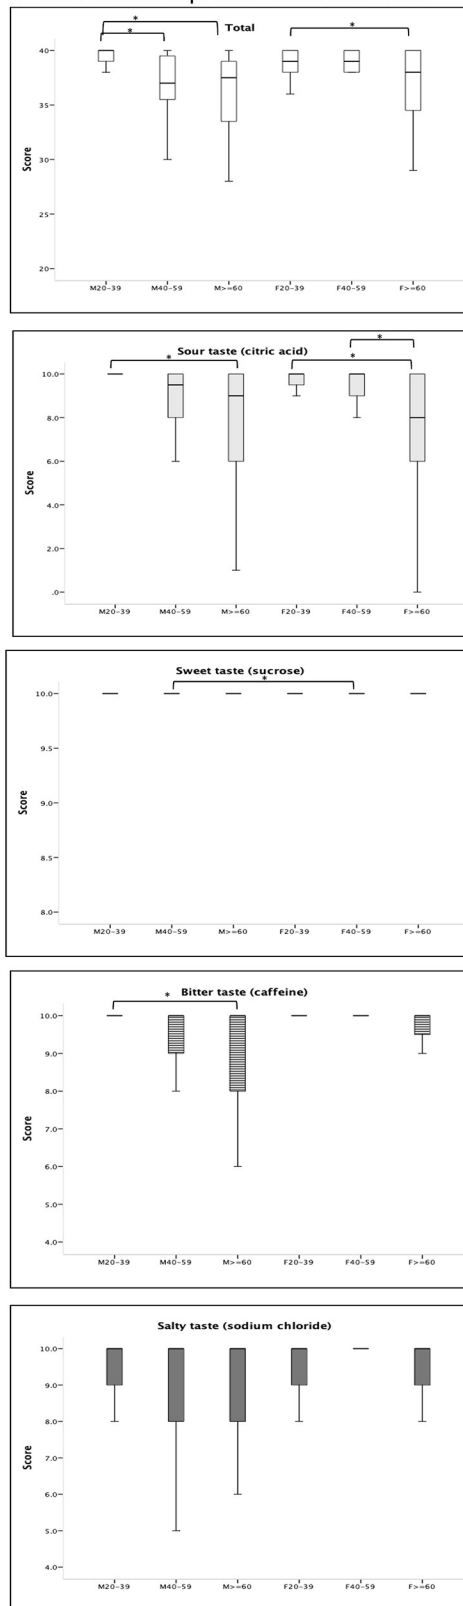 * Total
*
*
40
35
30
25
20
Score
M20-39 M40-59 M>=60 F20-39 F40-59 F>=60
*
Sour taste (citric acid)
* *
10.0
8.0
6.0
4.0
2.0
.0
Score
M20-39 M40-59 M>=60 F20-39 F40-59 F>=60
Sweet taste (sucrose)
*
10.0
9.5
9.0
8.5
8.0
Score
M20-39 M40-59 M>=60 F20-39 F40-59 F>=60
* Bitter taste (caffeine)
10.0
9.0
8.0
7.0
6.0
5.0
4.0
Score
M20-39 M40-59 M>=60 F20-39 F40-59 F>=60
Salty taste (sodium chloride)
10.0
9.0
8.0
7.0
6.0
5.0
4.0
Score
M20-39 M40-59 M>=60 F20-39 F40-59 F>=60